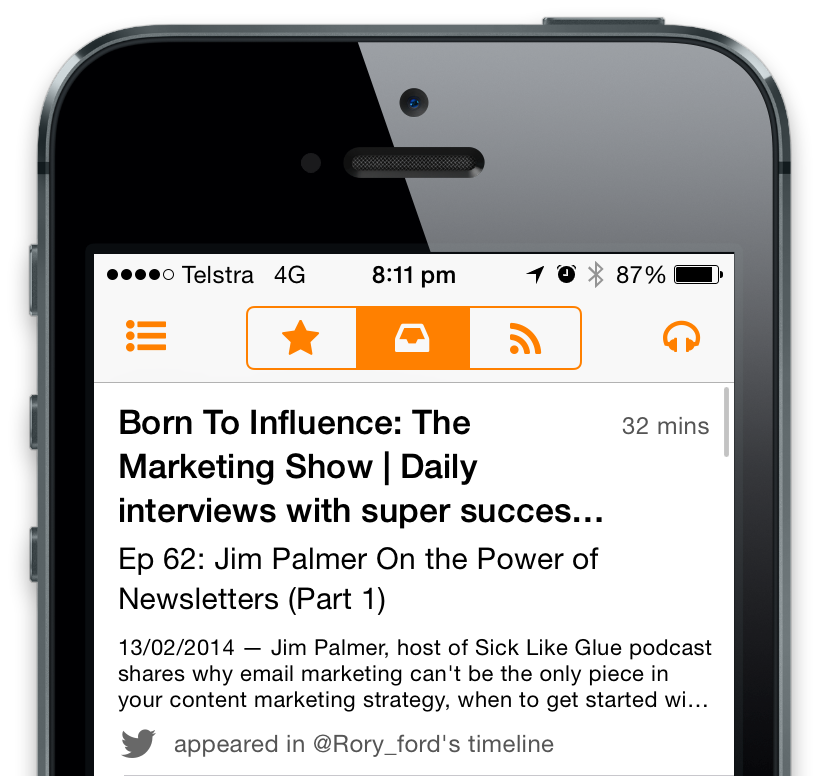 Telstra 4G 8:11 pm 87%
Born To Influence: The 32 mins
Marketing Show | Daily
interviews with super succes...
Ep 62: Jim Palmer On the Power of
Newsletters (Part 1)
13/02/2014 — Jim Palmer, host of Sick Like Glue podcast
shares why email marketing can't be the only piece in
your content marketing strategy, when to get started wi...
appeared in @Rory_ford's timeline